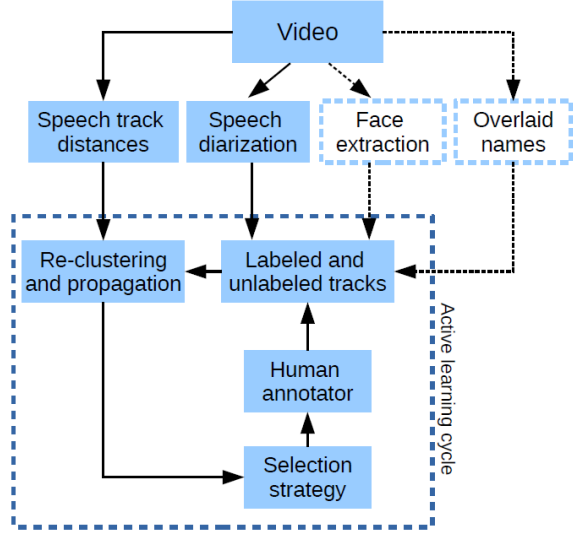 Video
Speech track
distances
Speech
diarization
Face
extraction
Overlaid
names
Re-clustering
and propagation
Labeled and
unlabeled tracks
Active learning cycle
Human
annotator
Selection
strategy